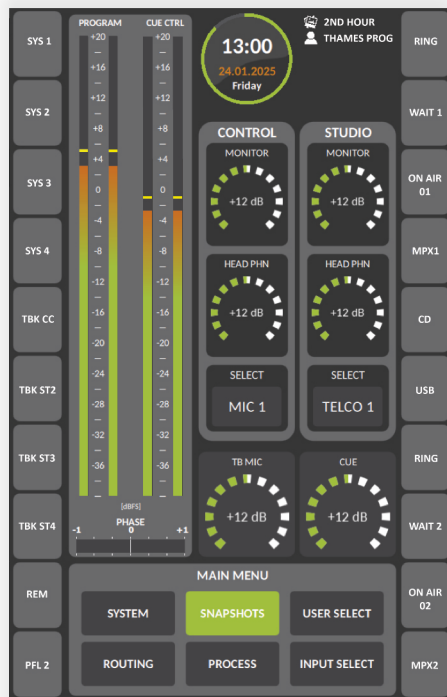 SYS 1
SYS 2
SYS 3
SYS 4
TBK CC
TBK ST2
TBK ST3
TBK ST4
REM
PFL 2
PROGRAM CUE CTRL
+20 +20
+16 +16
+12 +12
+8 +8
+4 +4
0 0
-4 -4
-8 -8
-12 -12
-16 -16
-20 -20
-24 -24
-28 -28
-32 -32
-36 -36
[dBFS]
PHASE
-1 0 +1
13:00
24.01.2025
Friday
2ND HOUR
THAMES PROG
CONTROL
MONITOR
+12 dB
HEAD PHN
+12 dB
SELECT
MIC 1
STUDIO
MONITOR
+12 dB
HEAD PHN
+12 dB
SELECT
TELCO 1
TB MIC
+12 dB
CUE
+12 dB
MAIN MENU
SYSTEM
SNAPSHOTS
USER SELECT
ROUTING
PROCESS
INPUT SELECT
RING
WAIT 1
ON AIR
01
MPX1
CD
USB
RING
WAIT 2
ON AIR
02
MPX2